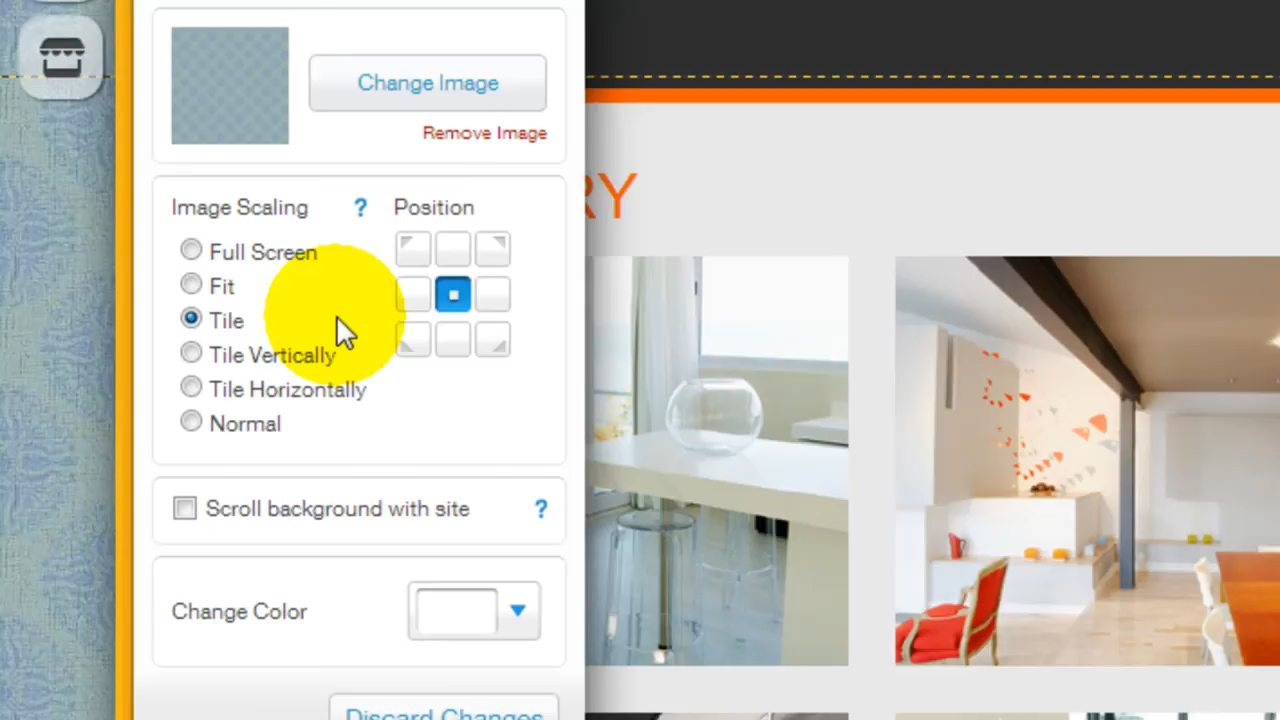 Change Image
Remove Image
Image Scaling ? Position
RY
Full Screen
Fit
Tile
Tile Vertically
Tile Horizontally
Normal
Scroll background with site ?
Change Color
Discard Changes